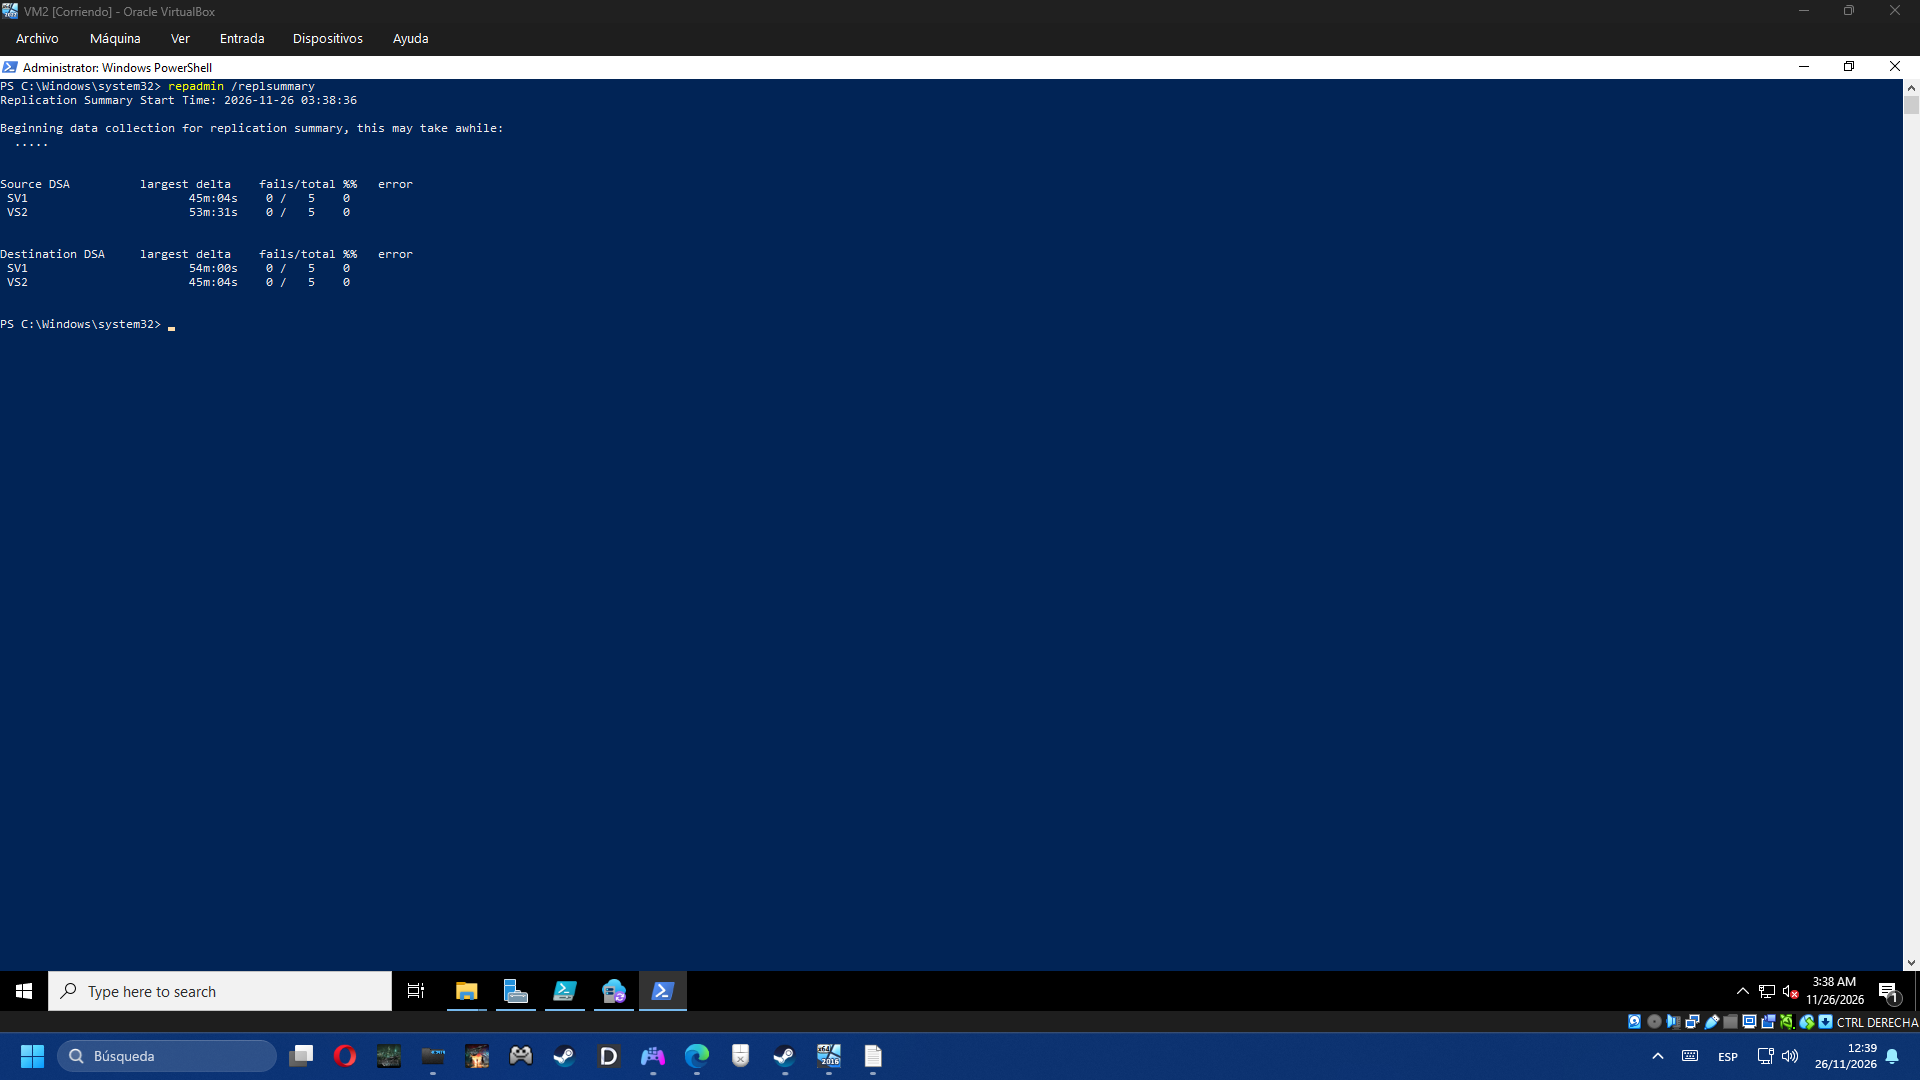 VM2 [Corriendo] - Oracle VirtualBox
Archivo Máquina Ver Entrada Dispositivos Ayuda
Administrator: Windows PowerShell
PS C:\Windows\system32> repadmin /replsummary
Replication Summary Start Time: 2026-11-26 03:38:36
Beginning data collection for replication summary, this may take awhile:
.....
Source DSA largest delta fails/total %% error
SV1 45m:04s 0 / 5 0
VS2 53m:31s 0 / 5 0
Destination DSA largest delta fails/total %% error
SV1 54m:00s 0 / 5 0
VS2 45m:04s 0 / 5 0
PS C:\Windows\system32>
Type here to search
3:38 AM
11/26/2026
1
CTRL DERECHA
Búsqueda
D
2016
ESP
12:39
26/11/2026